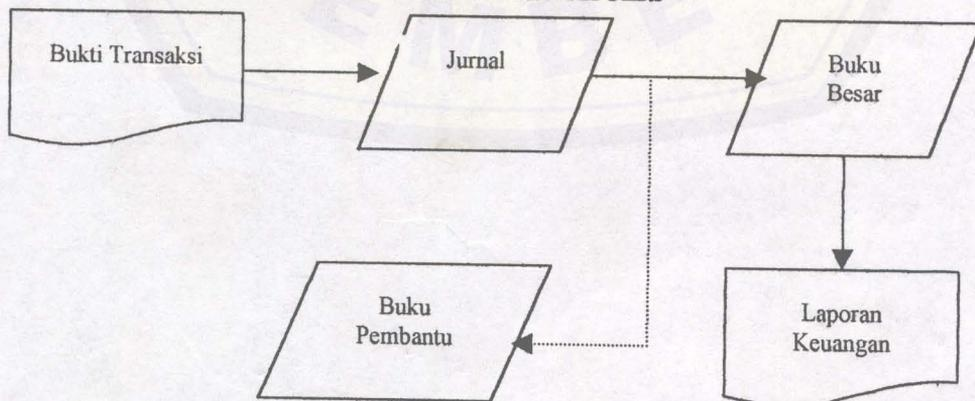 Bukti Transaksi
Jurnal
Buku
Besar
Buku
Pembantu
Laporan
Keuangan